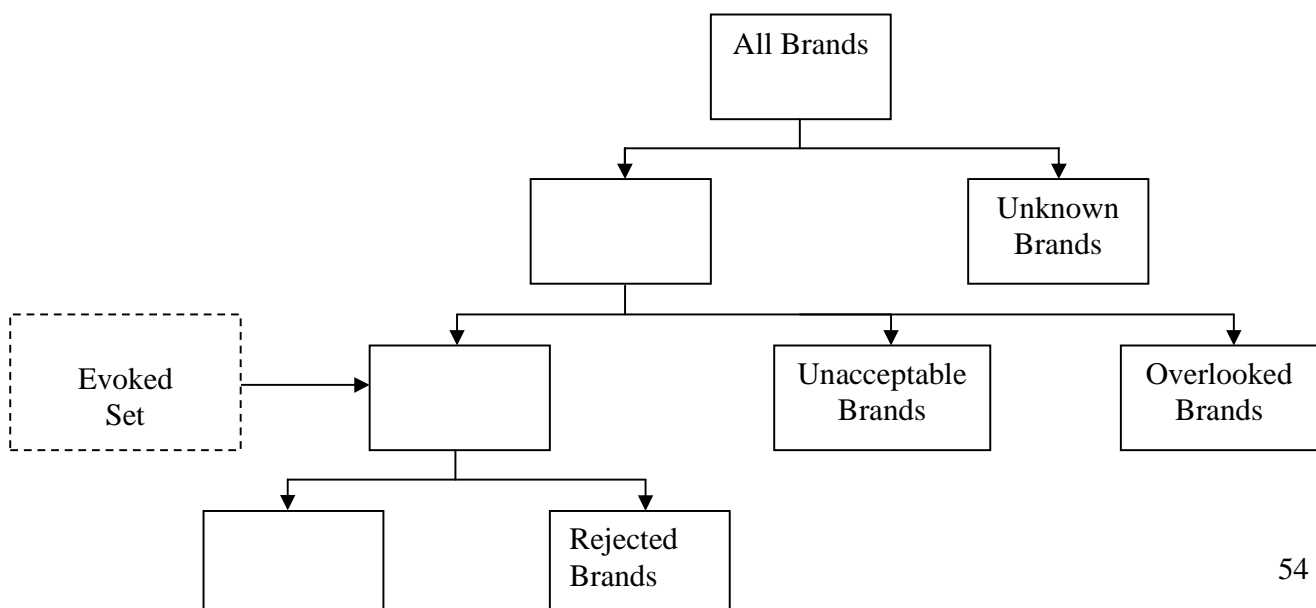 All Brands
Unknown
Brands
Evoked
Set
Unacceptable
Brands
Overlooked
Brands
Rejected
Brands
54